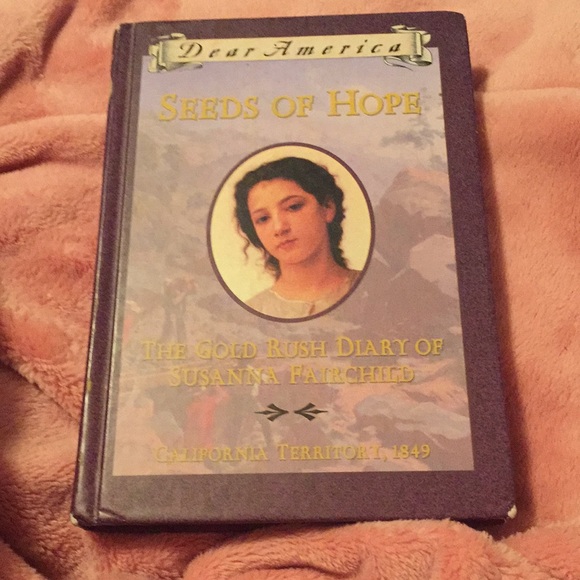 Dear America
SEEDS OF HOPE
THE GOLD RUSH DIARY OF
SUSANNA FAIRCHILD
CALIFORNIA TERRITORY, 1849